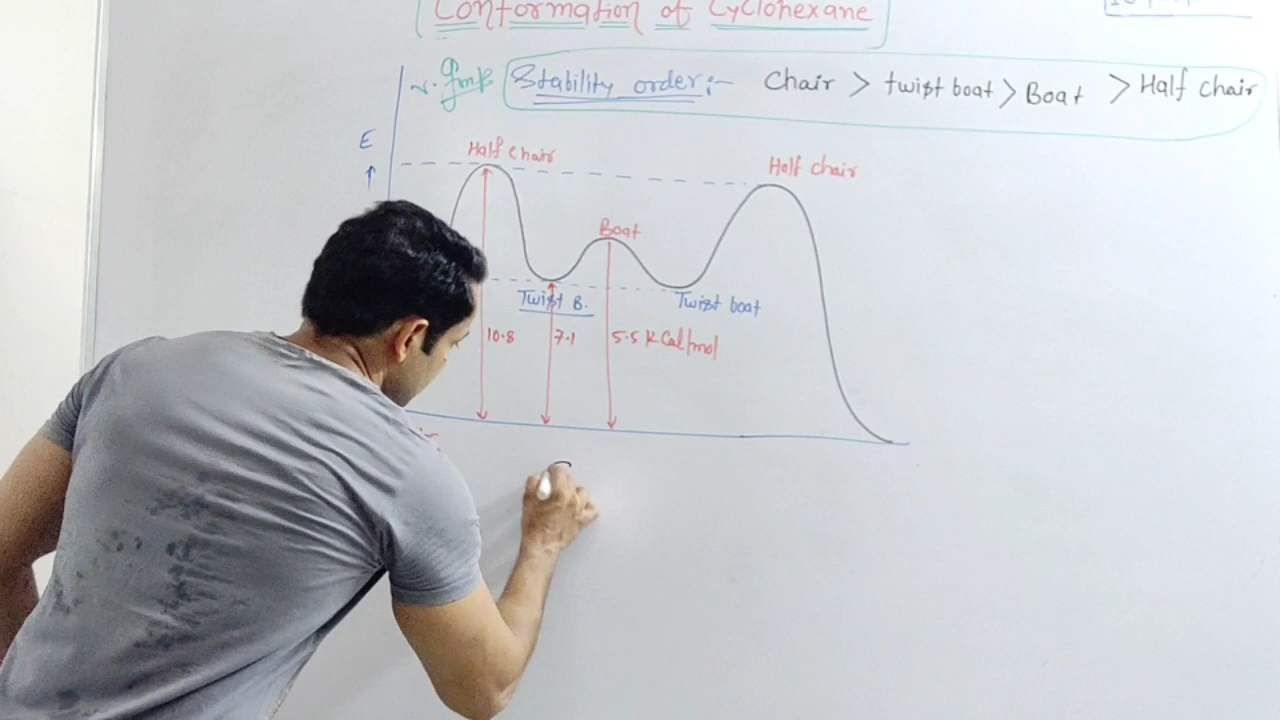 Conformation of Cyclohexane
v. Imp Stability order:- Chair > twist boat > Boat > Half chair
E
↑
Half chair
Half chair
Boat
Twist B.
Twist boat
10.8
7.1
5.5 K Cal/mol